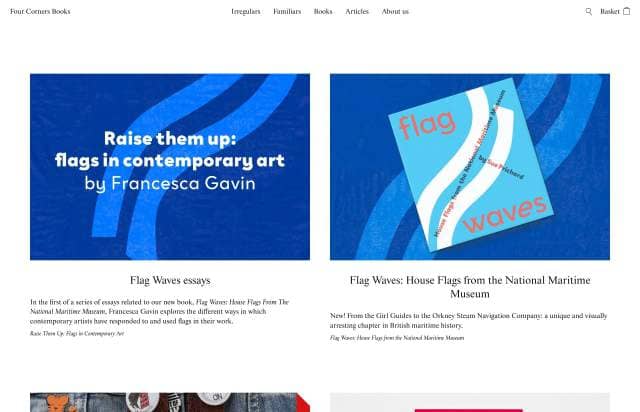 Four Corners Books
Irregulars
Familiars
Books
Articles
About us
Basket
Raise them up:
flags in contemporary art
by Francesca Gavin
flag
House Flags from the National Maritime Museum
by Sue Prichard
waves
Flag Waves essays
In the first of a series of essays related to our new book, Flag Waves: House Flags From The
National Maritime Museum, Francesca Gavin explores the different ways in which
contemporary artists have responded to and used flags in their work.
Raise Them Up: Flags in Contemporary Art
Flag Waves: House Flags from the National Maritime
Museum
New! From the Girl Guides to the Orkney Steam Navigation Company: a unique and visually
arresting chapter in British maritime history.
Flag Waves: House Flags from the National Maritime Museum
ON